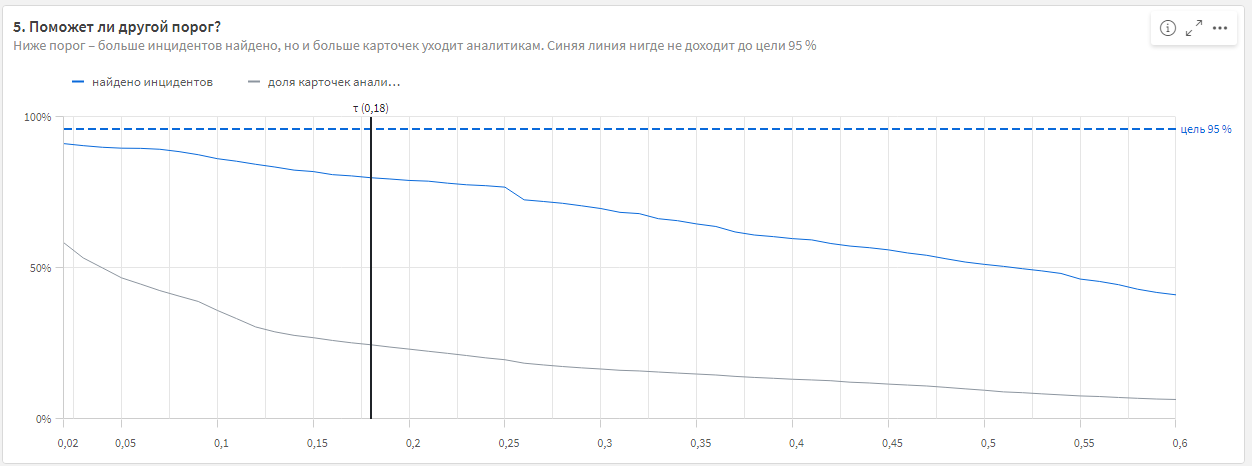 5. Поможет ли другой порог?
Ниже порог – больше инцидентов найдено, но и больше карточек уходит аналитикам. Синяя линия нигде не доходит до цели 95 %
найдено инцидентов
доля карточек анали…
τ (0,18)
100%
цель 95 %
50%
0%
0,02 0,05 0,1 0,15 0,2 0,25 0,3 0,35 0,4 0,45 0,5 0,55 0,6